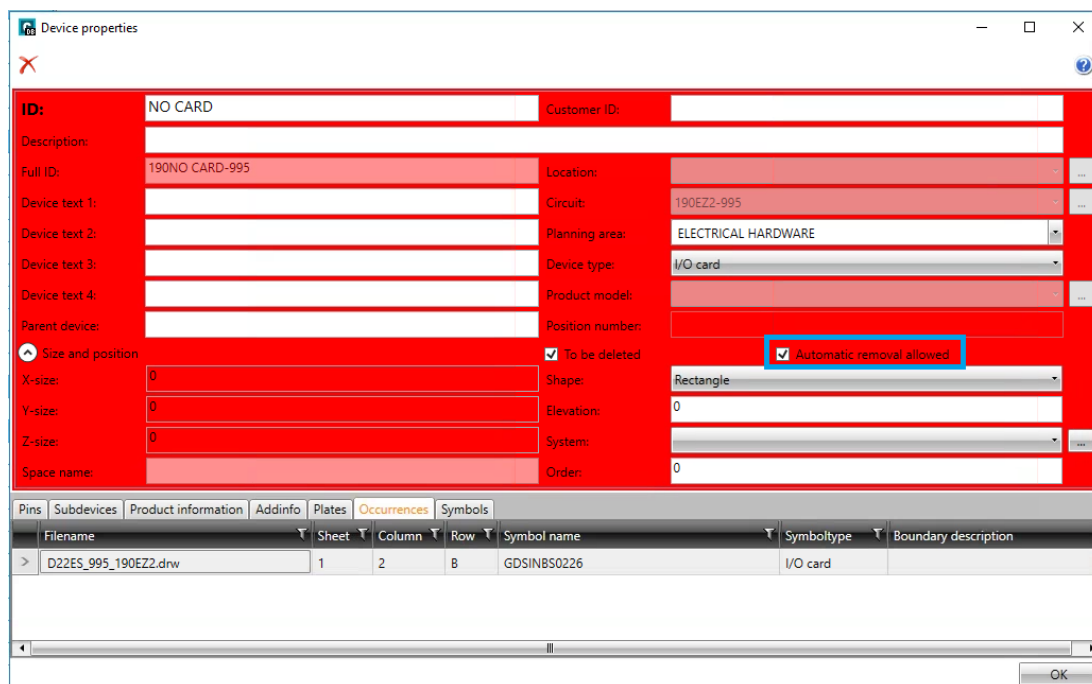 Device properties
ID: NO CARD Customer ID:
Description:
Full ID: 190NO CARD-995 Location: ...
Device text 1: Circuit: 190EZ2-995 ...
Device text 2: Planning area: ELECTRICAL HARDWARE
Device text 3: Device type: I/O card
Device text 4: Product model: ...
Parent device: Position number:
Size and position To be deleted Automatic removal allowed
X-size: 0 Shape: Rectangle
Y-size: 0 Elevation: 0
Z-size: 0 System: ...
Space name: Order: 0
Pins Subdevices Product information Addinfo Plates Occurrences Symbols
Filename Sheet Column Row Symbol name Symboltype Boundary description
D22ES_995_190EZ2.drw 1 2 B GDSINBS0226 I/O card
OK